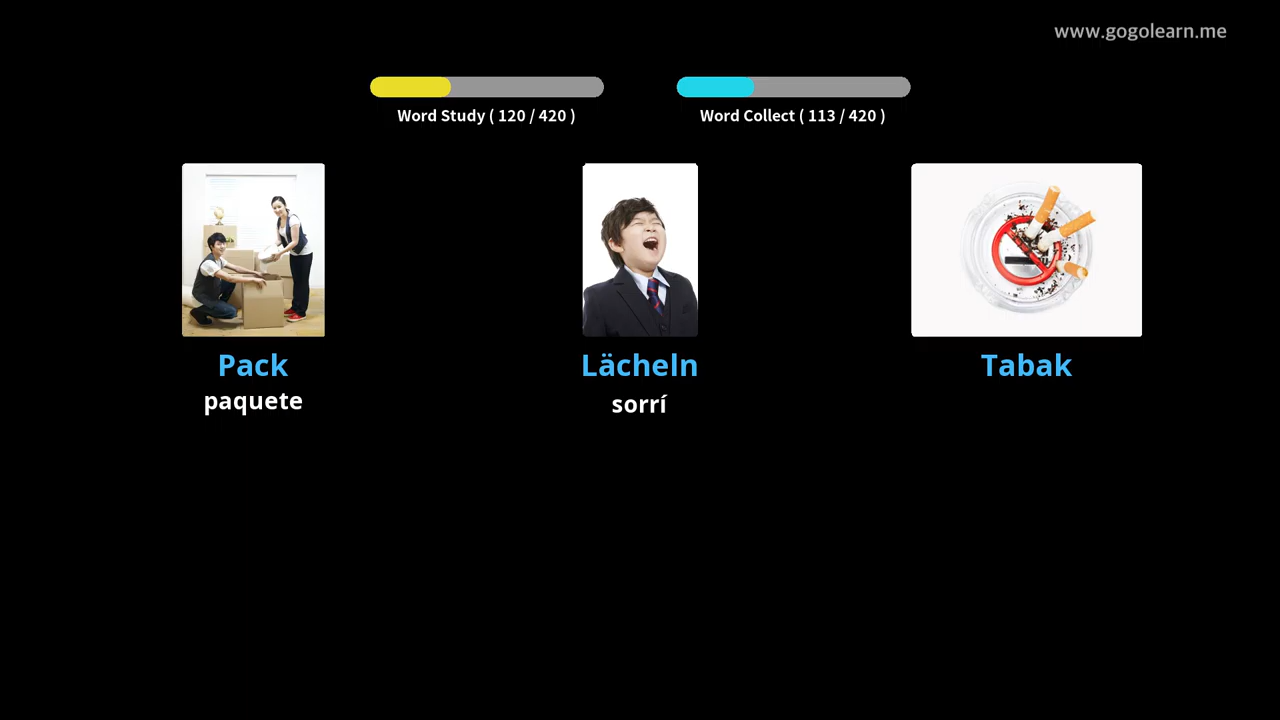 www.gogolearn.me
Word Study ( 120 / 420 )
Word Collect ( 113 / 420 )
Pack
paquete
Lächeln
sorrí
Tabak